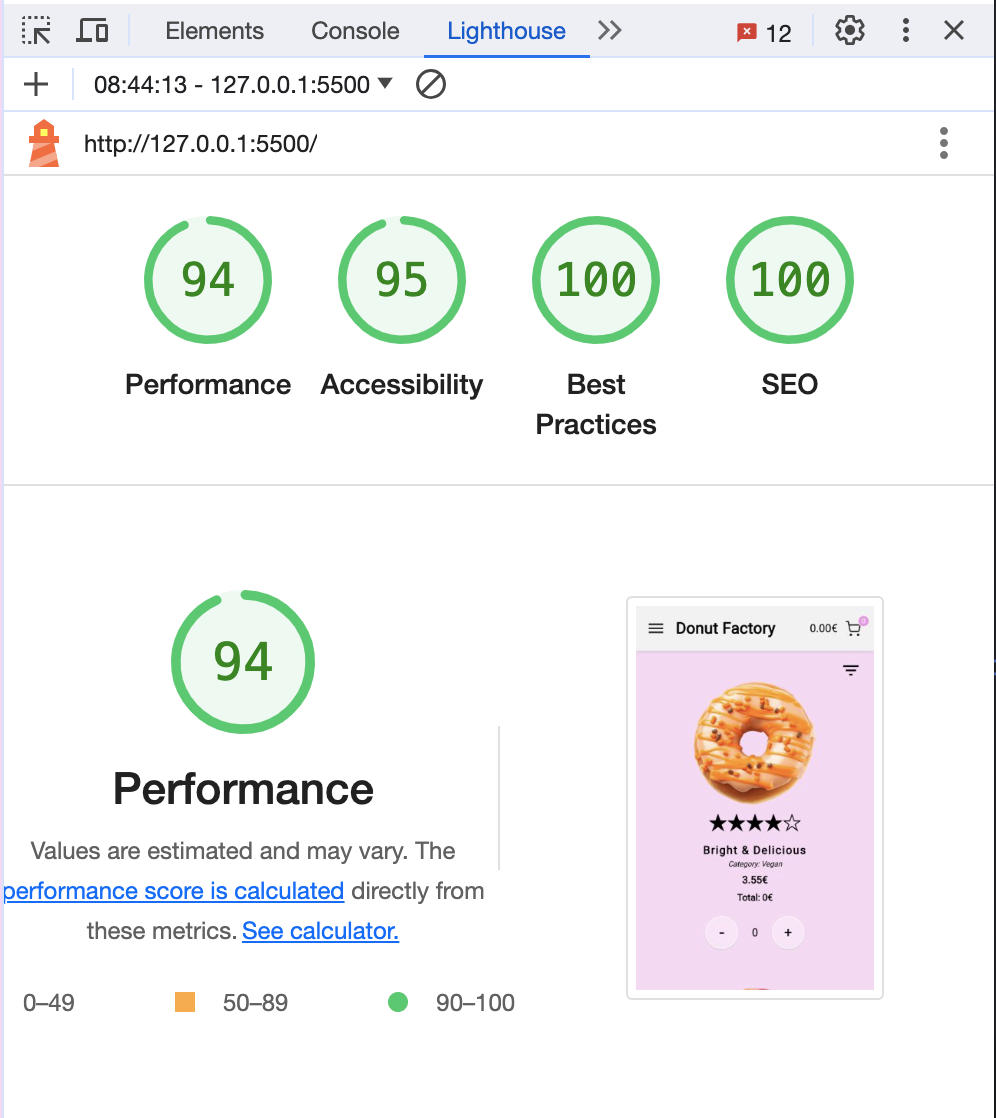 Elements Console Lighthouse 12
08:44:13 - 127.0.0.1:5500
http://127.0.0.1:5500/
94 95 100 100
Performance Accessibility Best Practices SEO
94
Performance
Values are estimated and may vary. The
performance score is calculated directly from
these metrics. See calculator.
0–49 50–89 90–100
Donut Factory 0.00€ 0
★★★★☆
Bright & Delicious
Category: Vegan
3.55€
Total: 0€
- 0 +